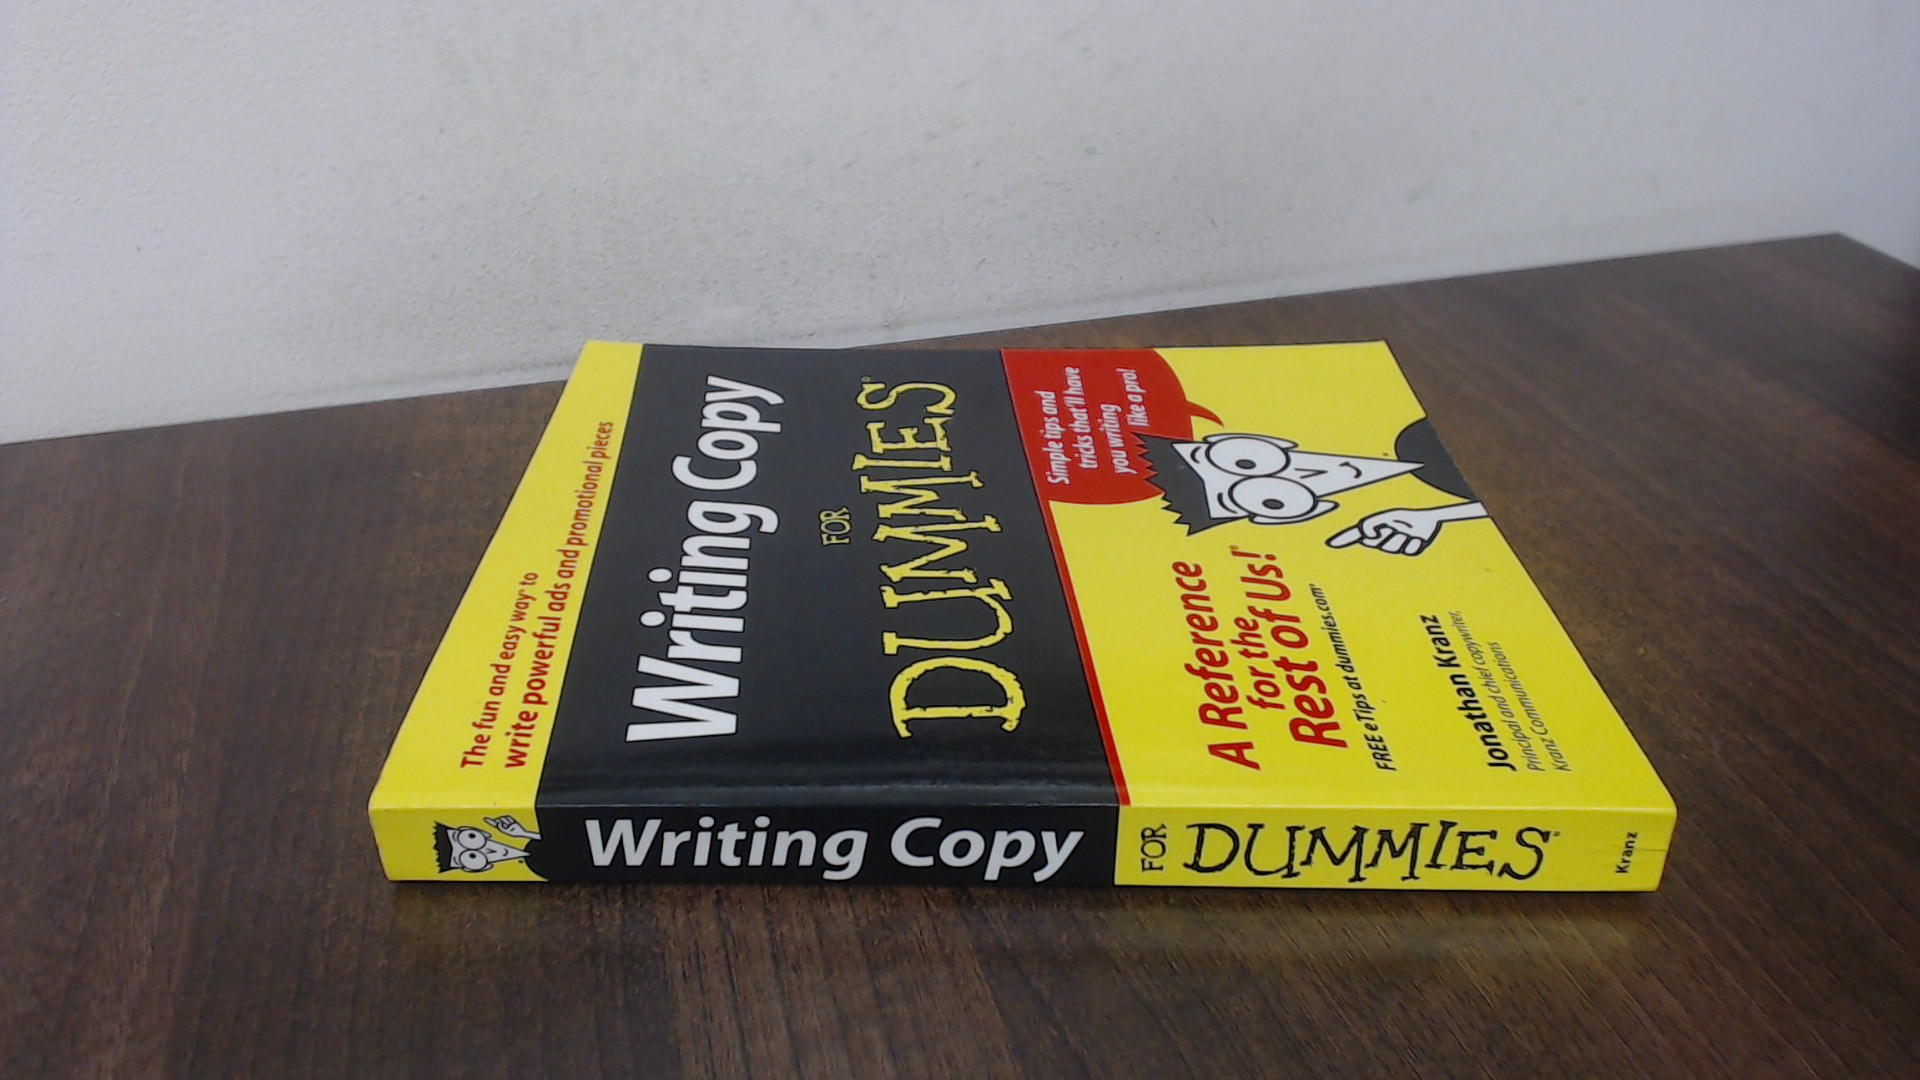 The fun and easy way® to
write powerful ads and promotional pieces
Writing Copy
FOR
DUMMIES®
Simple tips and
tricks that'll have
you writing
like a pro!
A Reference
for the
Rest of Us!®
FREE eTips at dummies.com®
Jonathan Kranz
Principal and chief copywriter,
Kranz Communications
Writing Copy
FOR
DUMMIES®
Kranz